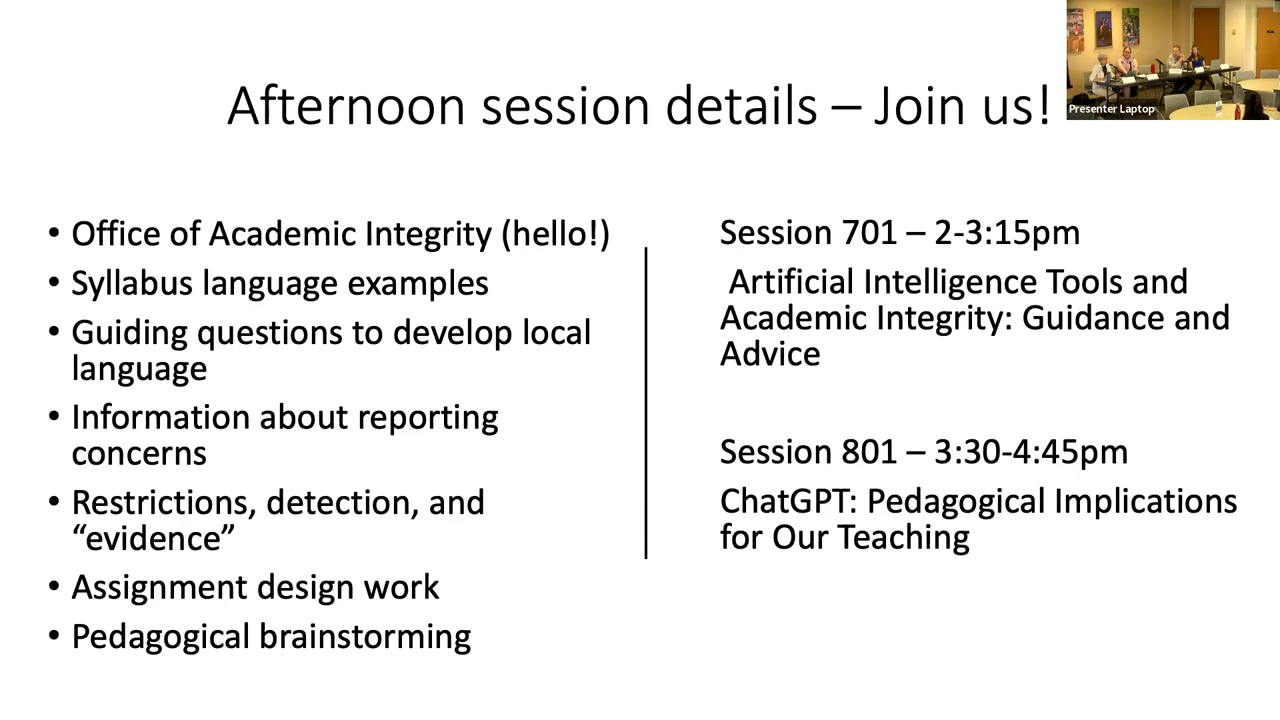 Afternoon session details – Join us!
Presenter Laptop
• Office of Academic Integrity (hello!)
• Syllabus language examples
• Guiding questions to develop local
language
• Information about reporting
concerns
• Restrictions, detection, and
“evidence”
• Assignment design work
• Pedagogical brainstorming
Session 701 – 2-3:15pm
Artificial Intelligence Tools and
Academic Integrity: Guidance and
Advice
Session 801 – 3:30-4:45pm
ChatGPT: Pedagogical Implications
for Our Teaching